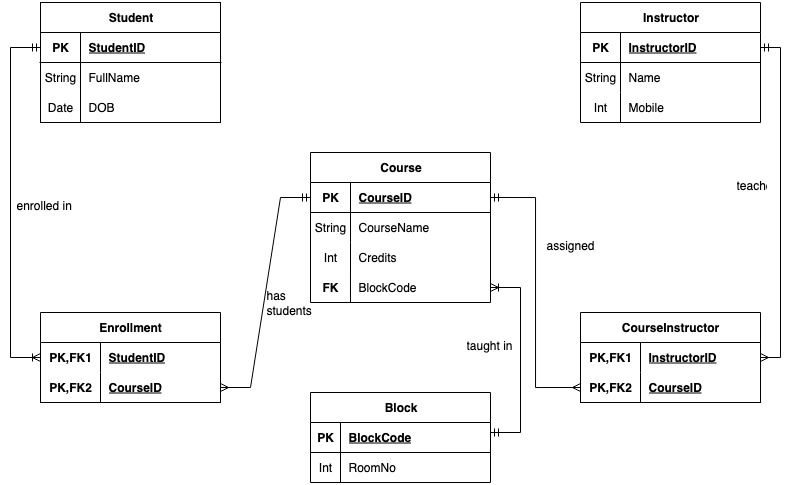 Student
PK StudentID
String FullName
Date DOB
Instructor
PK InstructorID
String Name
Int Mobile
teach
enrolled in
Course
PK CourseID
String CourseName
Int Credits
FK BlockCode
assigned
has
students
Enrollment
PK,FK1 StudentID
PK,FK2 CourseID
taught in
CourseInstructor
PK,FK1 InstructorID
PK,FK2 CourseID
Block
PK BlockCode
Int RoomNo